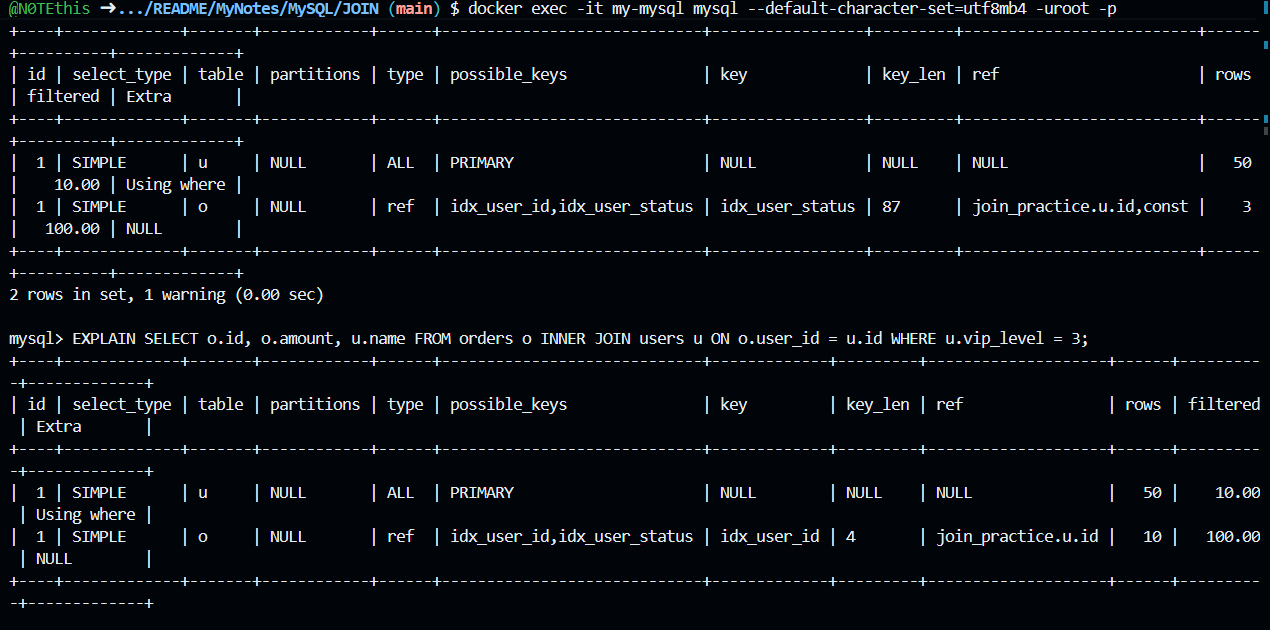 @N0TEthis ➜.../README/MyNotes/MySQL/JOIN (main) $ docker exec -it my-mysql mysql --default-character-set=utf8mb4 -uroot -p
+----+-------------+-------+------------+------+---------------------------+-----------------+---------+--------------------------+------
+----------+-------------+
| id | select_type | table | partitions | type | possible_keys             | key             | key_len | ref                      | rows
| filtered | Extra       |
+----+-------------+-------+------------+------+---------------------------+-----------------+---------+--------------------------+------
+----------+-------------+
|  1 | SIMPLE      | u     | NULL       | ALL  | PRIMARY                   | NULL            | NULL    | NULL                     |   50
|    10.00 | Using where |
|  1 | SIMPLE      | o     | NULL       | ref  | idx_user_id,idx_user_status | idx_user_status | 87      | join_practice.u.id,const |    3
|   100.00 | NULL        |
+----+-------------+-------+------------+------+---------------------------+-----------------+---------+--------------------------+------
+----------+-------------+
2 rows in set, 1 warning (0.00 sec)
mysql> EXPLAIN SELECT o.id, o.amount, u.name FROM orders o INNER JOIN users u ON o.user_id = u.id WHERE u.vip_level = 3;
+----+-------------+-------+------------+------+-----------------------------+-------------+---------+--------------------+------+---------
-+-------------+
| id | select_type | table | partitions | type | possible_keys               | key         | key_len | ref                | rows | filtered
 | Extra       |
+----+-------------+-------+------------+------+-----------------------------+-------------+---------+--------------------+------+---------
-+-------------+
|  1 | SIMPLE      | u     | NULL       | ALL  | PRIMARY                     | NULL        | NULL    | NULL               |   50 |    10.00
 | Using where |
|  1 | SIMPLE      | o     | NULL       | ref  | idx_user_id,idx_user_status | idx_user_id | 4       | join_practice.u.id |   10 |   100.00
 | NULL        |
+----+-------------+-------+------------+------+-----------------------------+-------------+---------+--------------------+------+---------
-+-------------+